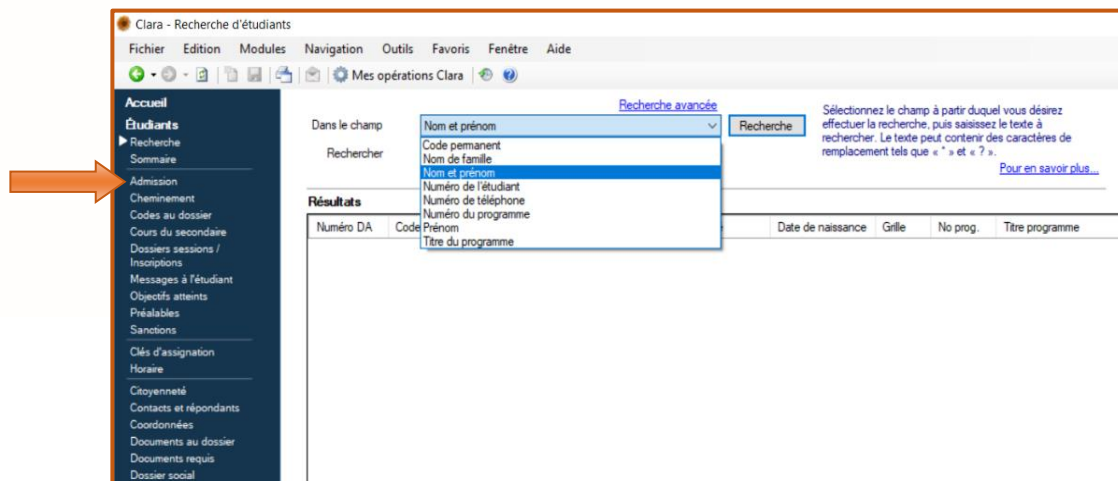 Clara - Recherche d'étudiants
Fichier Edition Modules Navigation Outils Favoris Fenêtre Aide
Mes opérations Clara
Accueil
Étudiants
Recherche
Sommaire
Admission
Cheminement
Codes au dossier
Cours du secondaire
Dossiers sessions /
Inscriptions
Messages à l'étudiant
Objectifs atteints
Préalables
Sanctions
Clés d'assignation
Horaire
Citoyenneté
Contacts et répondants
Coordonnées
Documents au dossier
Documents requis
Dossier social
Recherche avancée
Dans le champ Nom et prénom Recherche
Rechercher
Code permanent
Nom de famille
Nom et prénom
Numéro de l'étudiant
Numéro de téléphone
Numéro du programme
Prénom
Titre du programme
Sélectionnez le champ à partir duquel vous désirez
effectuer la recherche, puis saisissez le texte à
rechercher. Le texte peut contenir des caractères de
remplacement tels que « * » et « ? ».
Pour en savoir plus...
Résultats
Numéro DA Code Date de naissance Grille No prog. Titre programme